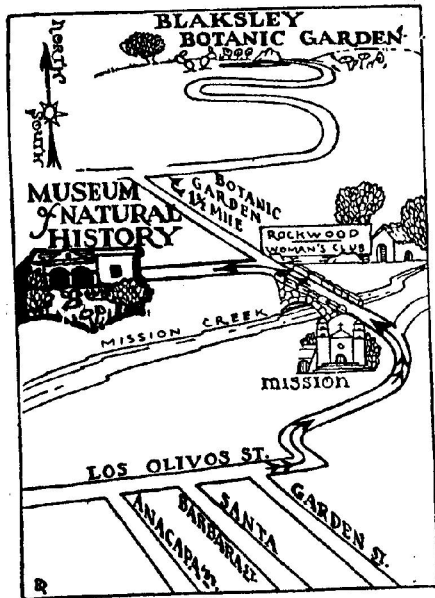 BLAKSLEY
BOTANIC GARDEN
North
South
MUSEUM
of NATURAL
HISTORY
BOTANIC
GARDEN
1½ MILE
ROCKWOOD
WOMAN'S CLUB
MISSION CREEK
MISSION
LOS OLIVOS ST.
GARDEN ST.
SANTA
BARBARA ST.
ANACAPA ST.